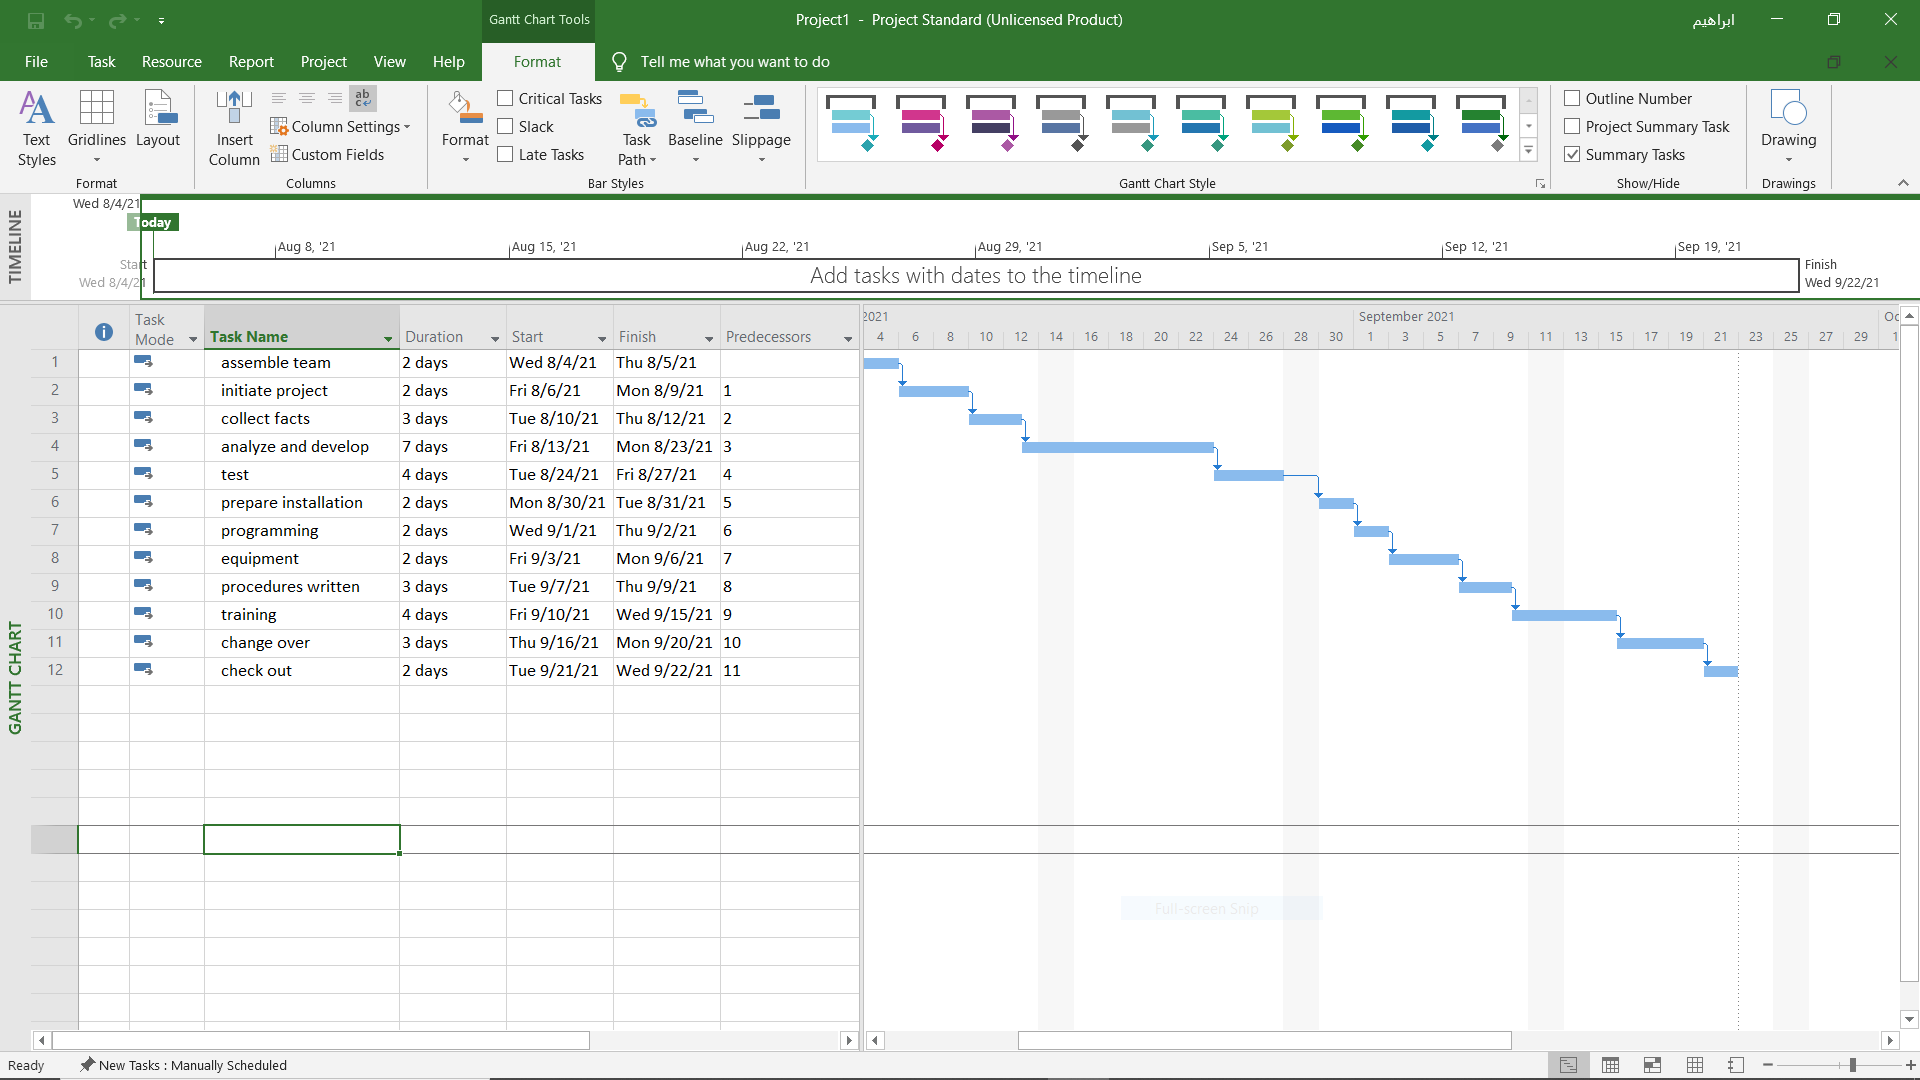 Gantt Chart Tools
Project1 - Project Standard (Unlicensed Product)
ابراهيم
File Task Resource Report Project View Help Format Tell me what you want to do
Text Styles
Gridlines
Layout
Format
Insert Column
ab
c
Column Settings
Custom Fields
Columns
Format
Critical Tasks
Slack
Late Tasks
Task Path
Baseline
Slippage
Bar Styles
Gantt Chart Style
Outline Number
Project Summary Task
Summary Tasks
Show/Hide
Drawing
Drawings
TIMELINE
Wed 8/4/21
Today
Aug 8, '21 Aug 15, '21 Aug 22, '21 Aug 29, '21 Sep 5, '21 Sep 12, '21 Sep 19, '21
Start
Wed 8/4/21
Add tasks with dates to the timeline
Finish
Wed 9/22/21
GANTT CHART
Task Mode Task Name Duration Start Finish Predecessors
2021 September 2021 Oc
4 6 8 10 12 14 16 18 20 22 24 26 28 30 1 3 5 7 9 11 13 15 17 19 21 23 25 27 29 1
1 assemble team 2 days Wed 8/4/21 Thu 8/5/21
2 initiate project 2 days Fri 8/6/21 Mon 8/9/21 1
3 collect facts 3 days Tue 8/10/21 Thu 8/12/21 2
4 analyze and develop 7 days Fri 8/13/21 Mon 8/23/21 3
5 test 4 days Tue 8/24/21 Fri 8/27/21 4
6 prepare installation 2 days Mon 8/30/21 Tue 8/31/21 5
7 programming 2 days Wed 9/1/21 Thu 9/2/21 6
8 equipment 2 days Fri 9/3/21 Mon 9/6/21 7
9 procedures written 3 days Tue 9/7/21 Thu 9/9/21 8
10 training 4 days Fri 9/10/21 Wed 9/15/21 9
11 change over 3 days Thu 9/16/21 Mon 9/20/21 10
12 check out 2 days Tue 9/21/21 Wed 9/22/21 11
Full-screen Snip
Ready New Tasks : Manually Scheduled